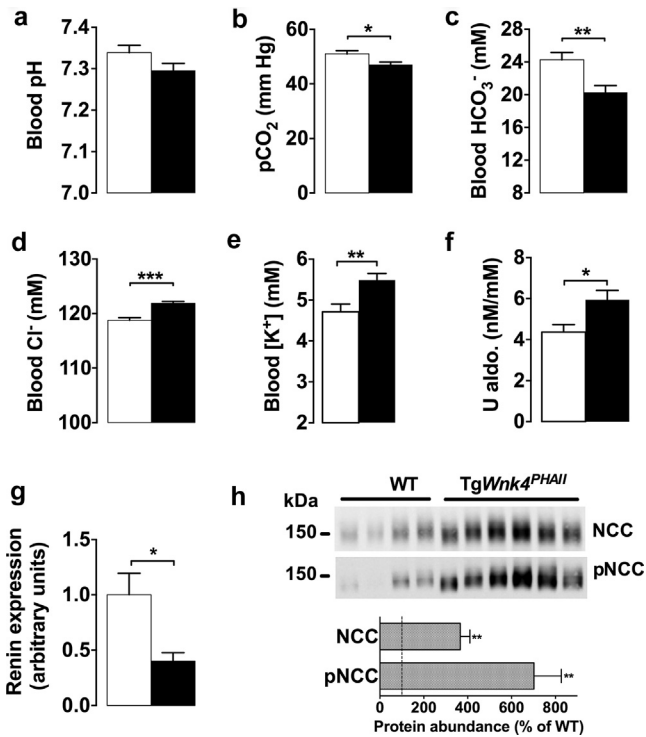 a
Blood pH
7.4
7.3
7.2
7.1
7.0
b
pCO₂ (mm Hg)
60
40
20
0
*
c
Blood HCO₃⁻ (mM)
28
24
20
16
12
8
**
d
Blood Cl⁻ (mM)
130
120
110
100
***
e
Blood [K⁺] (mM)
6
5
4
3
2
**
f
U aldo. (nM/mM)
8
6
4
2
0
*
g
Renin expression
(arbitrary units)
1.5
1.0
0.5
0.0
*
h
kDa
WT
TgWnk4^PHAII
150
NCC
150
pNCC
NCC
**
pNCC
**
0 200 400 600 800
Protein abundance (% of WT)